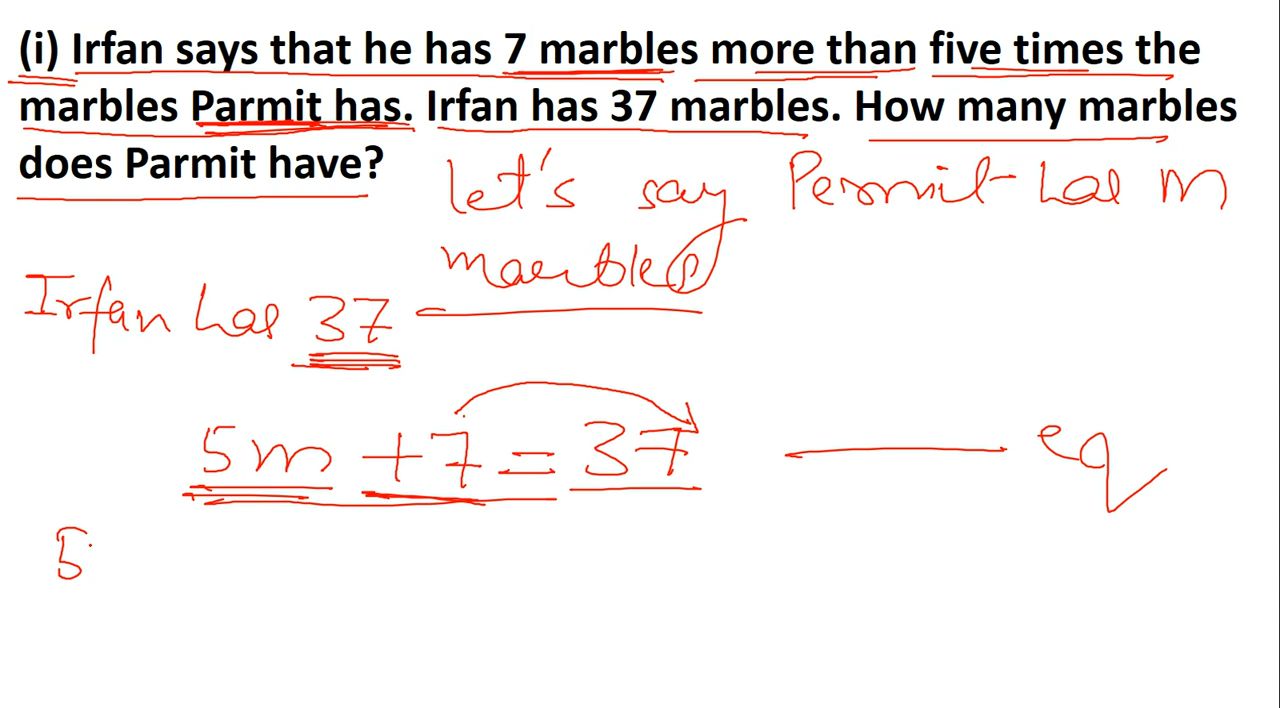 (i) Irfan says that he has 7 marbles more than five times the
marbles Parmit has. Irfan has 37 marbles. How many marbles
does Parmit have?
let's say Permit has m
marbles
Irfan has 37
5m + 7 = 37 eq
5